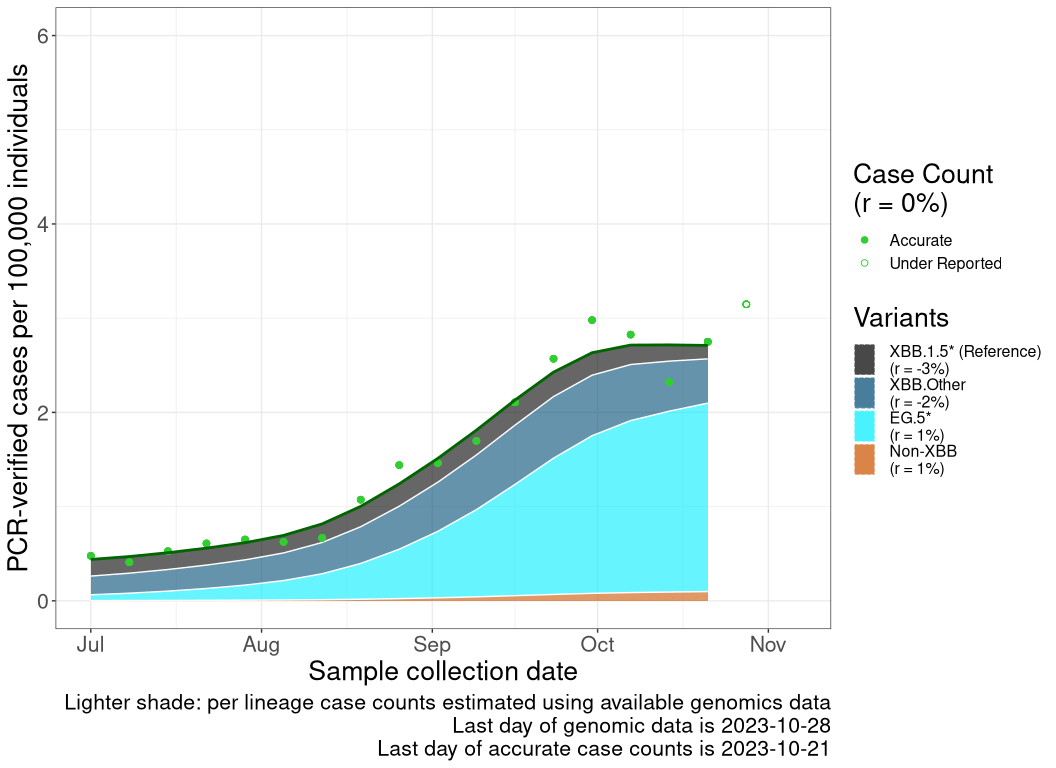 PCR-verified cases per 100,000 individuals
6
4
2
0
Jul
Aug
Sep
Oct
Nov
Sample collection date
Lighter shade: per lineage case counts estimated using available genomics data
Last day of genomic data is 2023-10-28
Last day of accurate case counts is 2023-10-21
Case Count
(r = 0%)
Accurate
Under Reported
Variants
XBB.1.5* (Reference)
(r = -3%)
XBB.Other
(r = -2%)
EG.5*
(r = 1%)
Non-XBB
(r = 1%)